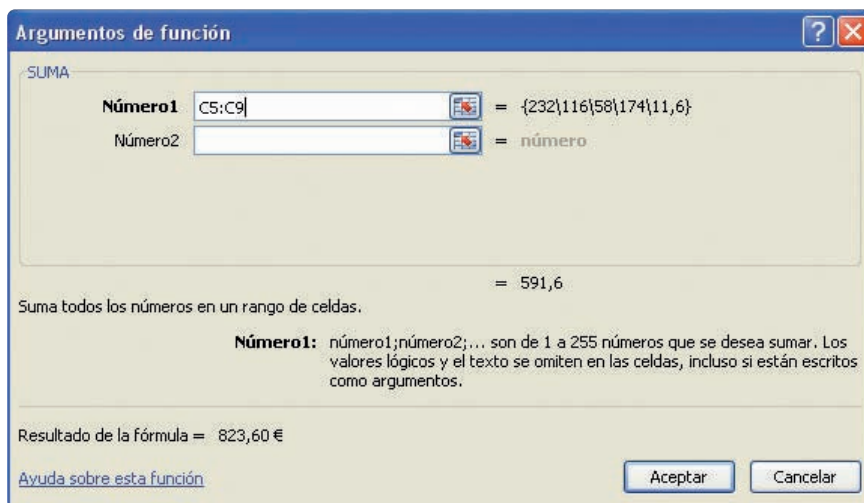 Argumentos de función
SUMA
Número1 C5:C9 = {232\116\58\174\11,6}
Número2 = número
= 591,6
Suma todos los números en un rango de celdas.
Número1: número1;número2;... son de 1 a 255 números que se desea sumar. Los
valores lógicos y el texto se omiten en las celdas, incluso si están escritos
como argumentos.
Resultado de la fórmula = 823,60 €
Ayuda sobre esta función
Aceptar Cancelar